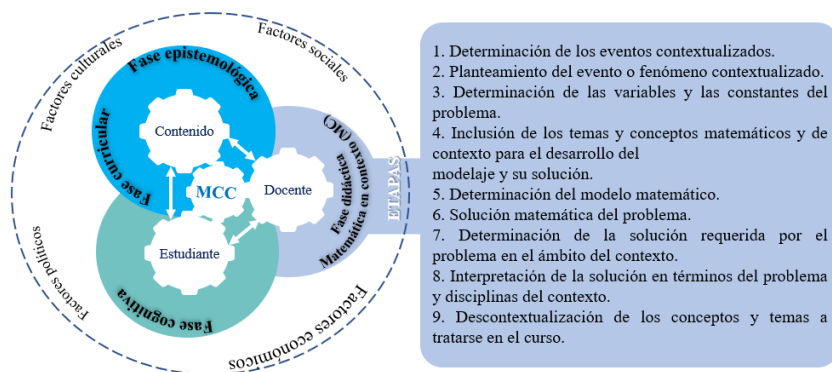 Factores culturales
Factores sociales
Factores políticos
Factores económicos
Fase epistemológica
Fase curricular
Contenido
MCC
Docente
Estudiante
Fase cognitiva
Fase didáctica
Matemática en contexto (MC)
ETAPAS
1. Determinación de los eventos contextualizados.
2. Planteamiento del evento o fenómeno contextualizado.
3. Determinación de las variables y las constantes del
problema.
4. Inclusión de los temas y conceptos matemáticos y de
contexto para el desarrollo del
modelaje y su solución.
5. Determinación del modelo matemático.
6. Solución matemática del problema.
7. Determinación de la solución requerida por el
problema en el ámbito del contexto.
8. Interpretación de la solución en términos del problema
y disciplinas del contexto.
9. Descontextualización de los conceptos y temas a
tratarse en el curso.